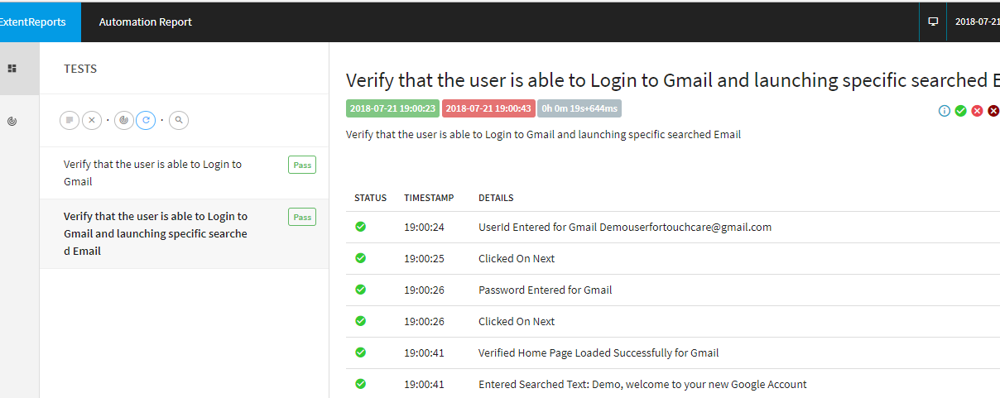 ExtentReports Automation Report 2018-07-21
TESTS
Verify that the user is able to Login to
Gmail
Pass
Verify that the user is able to Login to
Gmail and launching specific searche
d Email
Pass
Verify that the user is able to Login to Gmail and launching specific searched E
2018-07-21 19:00:23 2018-07-21 19:00:43 0h 0m 19s+644ms
Verify that the user is able to Login to Gmail and launching specific searched Email
STATUS TIMESTAMP DETAILS
19:00:24 UserId Entered for Gmail Demouserfortouchcare@gmail.com
19:00:25 Clicked On Next
19:00:26 Password Entered for Gmail
19:00:26 Clicked On Next
19:00:41 Verified Home Page Loaded Successfully for Gmail
19:00:41 Entered Searched Text: Demo, welcome to your new Google Account